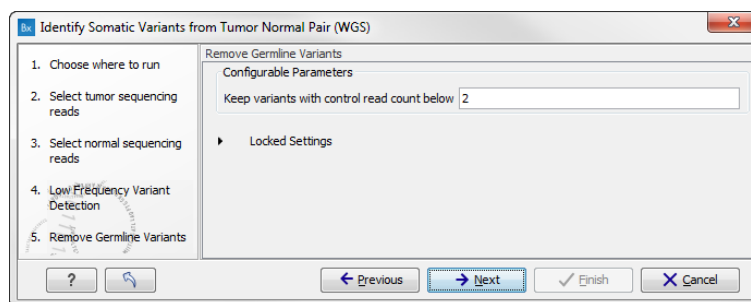 Bx Identify Somatic Variants from Tumor Normal Pair (WGS)
1. Choose where to run
2. Select tumor sequencing
reads
3. Select normal sequencing
reads
4. Low Frequency Variant
Detection
5. Remove Germline Variants
Remove Germline Variants
Configurable Parameters
Keep variants with control read count below 2
Locked Settings
? Previous Next Finish Cancel